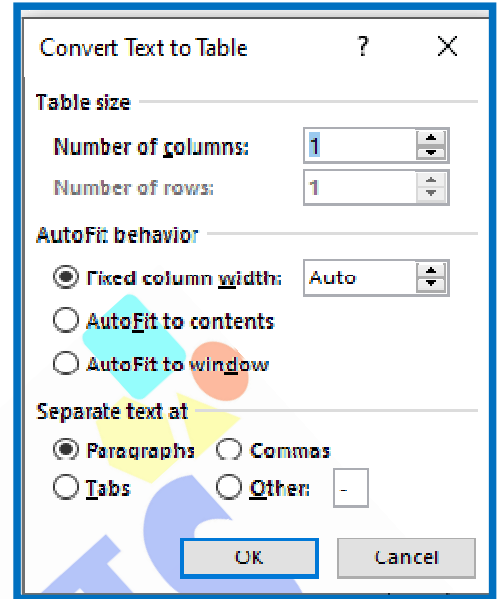 Convert Text to Table ?
Table size
Number of columns: 1
Number of rows: 1
AutoFit behavior
Fixed column width: Auto
AutoFit to contents
AutoFit to window
Separate text at
Paragraphs Commas
Tabs Other: -
OK Cancel